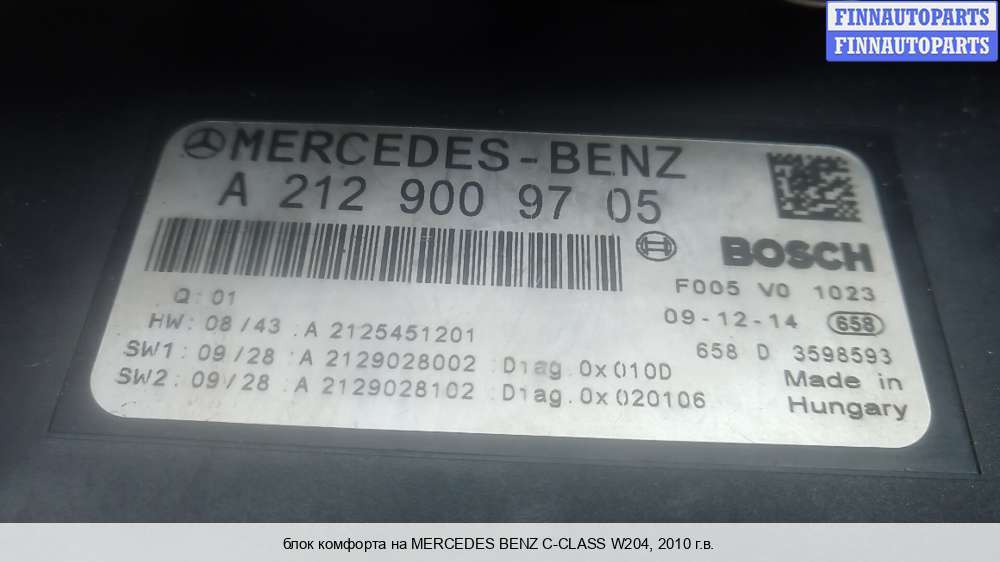 FINNAUTOPARTS
FINNAUTOPARTS
MERCEDES-BENZ
A 212 900 97 05
BOSCH
F005 V0 1023
Q: 01
09-12-14 658
HW: 08/43 :A 2125451201
658 D 3598593
SW1: 09/28 :A 2129028002 :Diag.0x010D
Made in
SW2: 09/28 :A 2129028102 :Diag.0x020106
Hungary
блок комфорта на MERCEDES BENZ C-CLASS W204, 2010 г.в.